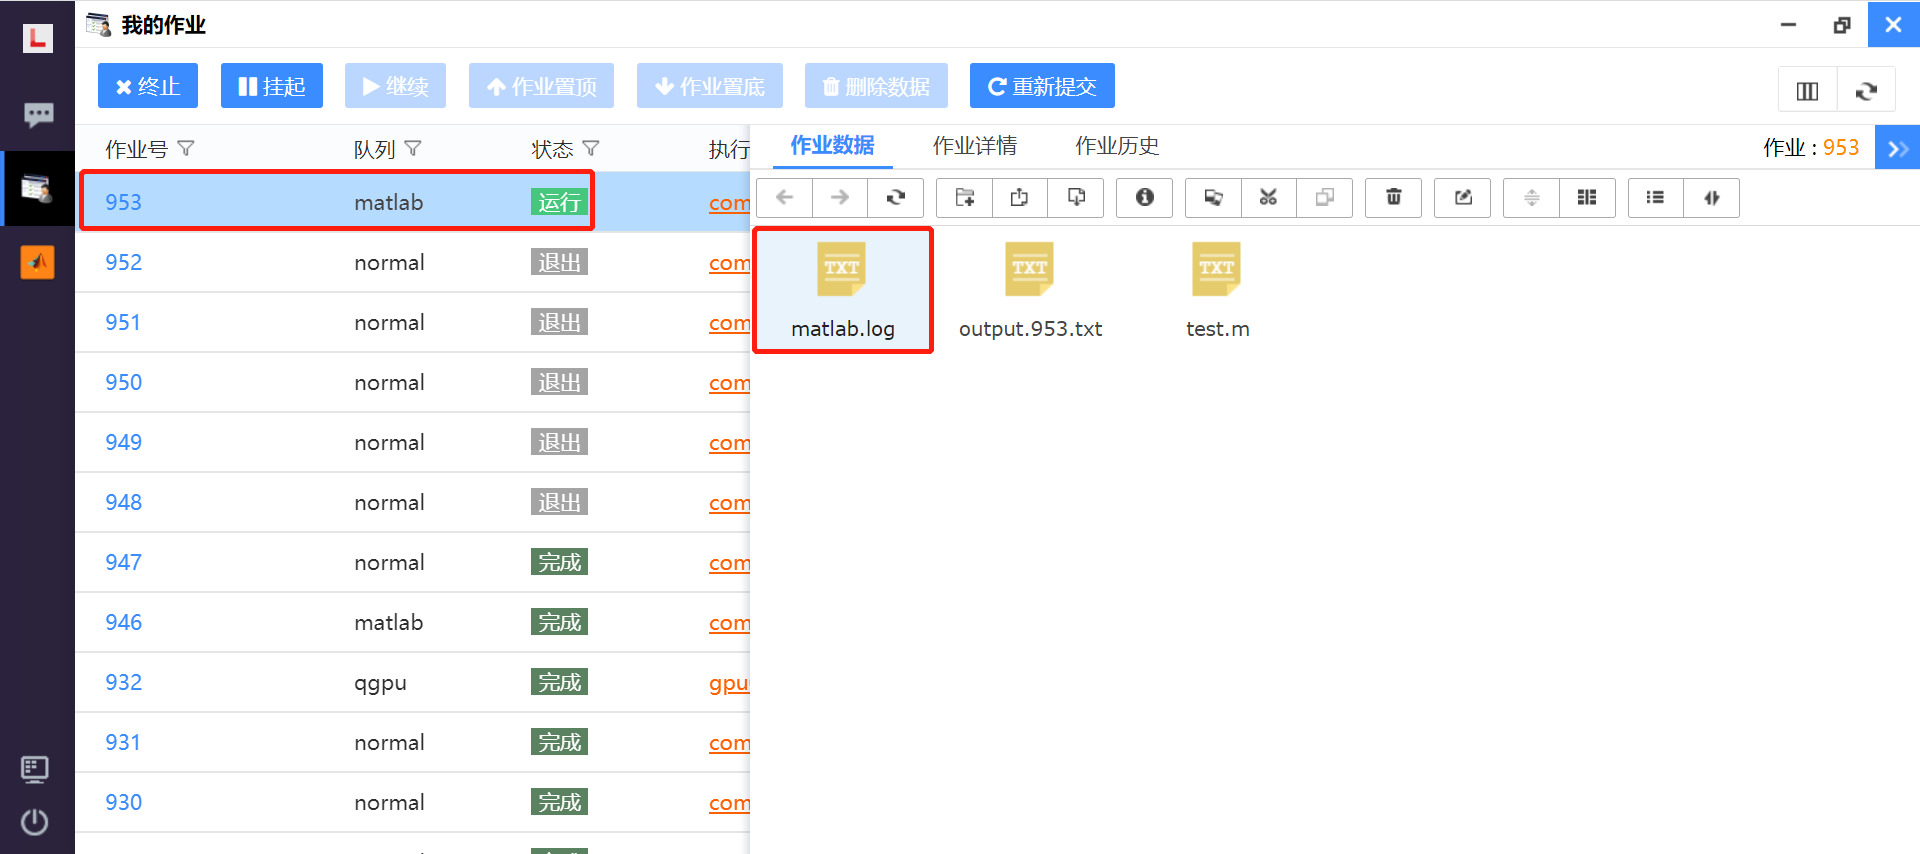 我的作业
终止 挂起 继续 作业置顶 作业置底 删除数据 重新提交
作业号 队列 状态 执行
作业数据 作业详情 作业历史 作业 : 953
953 matlab 运行 com
952 normal 退出 com
951 normal 退出 com
950 normal 退出 com
949 normal 退出 com
948 normal 退出 com
947 normal 完成 com
946 matlab 完成 com
932 qgpu 完成 gpu
931 normal 完成 com
930 normal 完成 com
TXT TXT TXT
matlab.log output.953.txt test.m